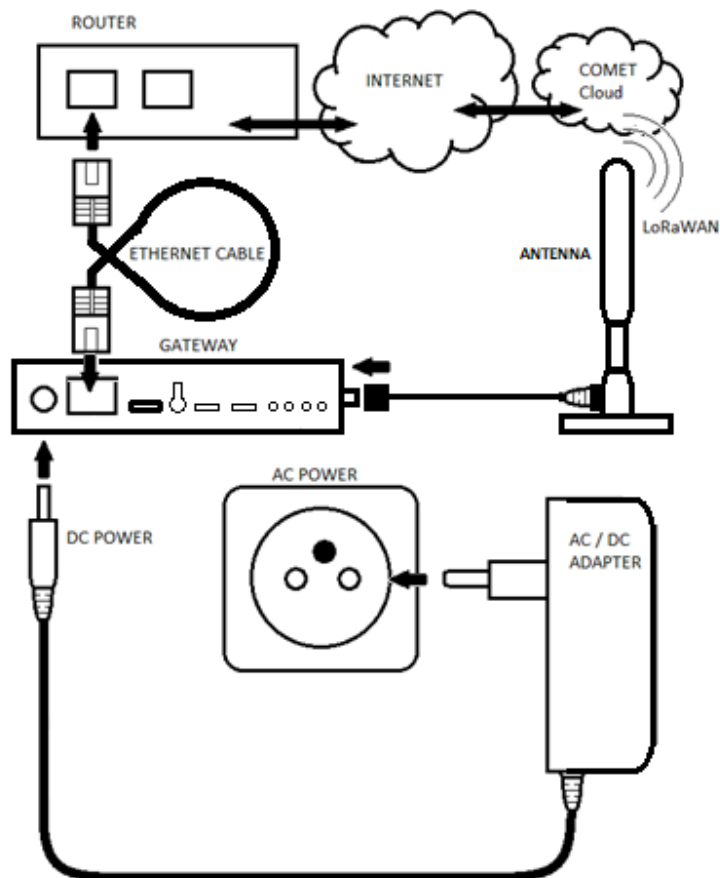 ROUTER
INTERNET
COMET
Cloud
LoRaWAN
ETHERNET CABLE
ANTENNA
GATEWAY
AC POWER
DC POWER
AC / DC
ADAPTER